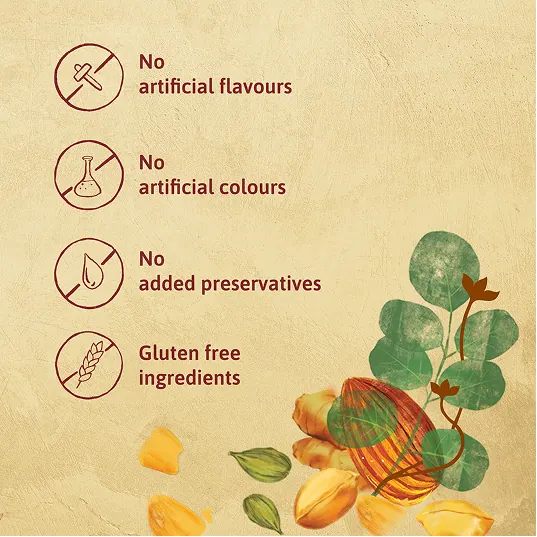 No
artificial flavours
No
artificial colours
No
added preservatives
Gluten free
ingredients